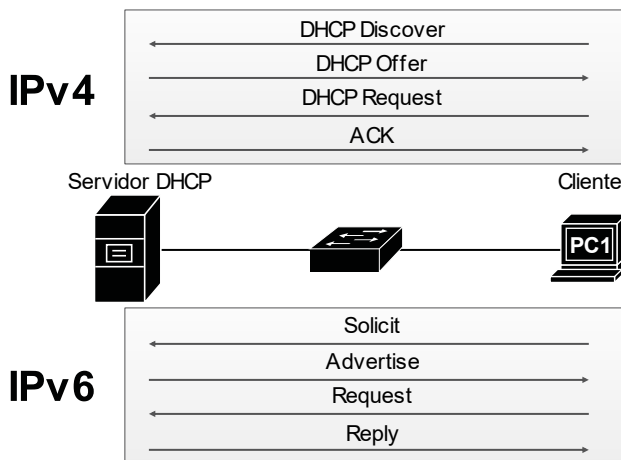 DHCP Discover
DHCP Offer
IPv4
DHCP Request
ACK
Servidor DHCP
Cliente
PC1
Solicit
Advertise
IPv6
Request
Reply